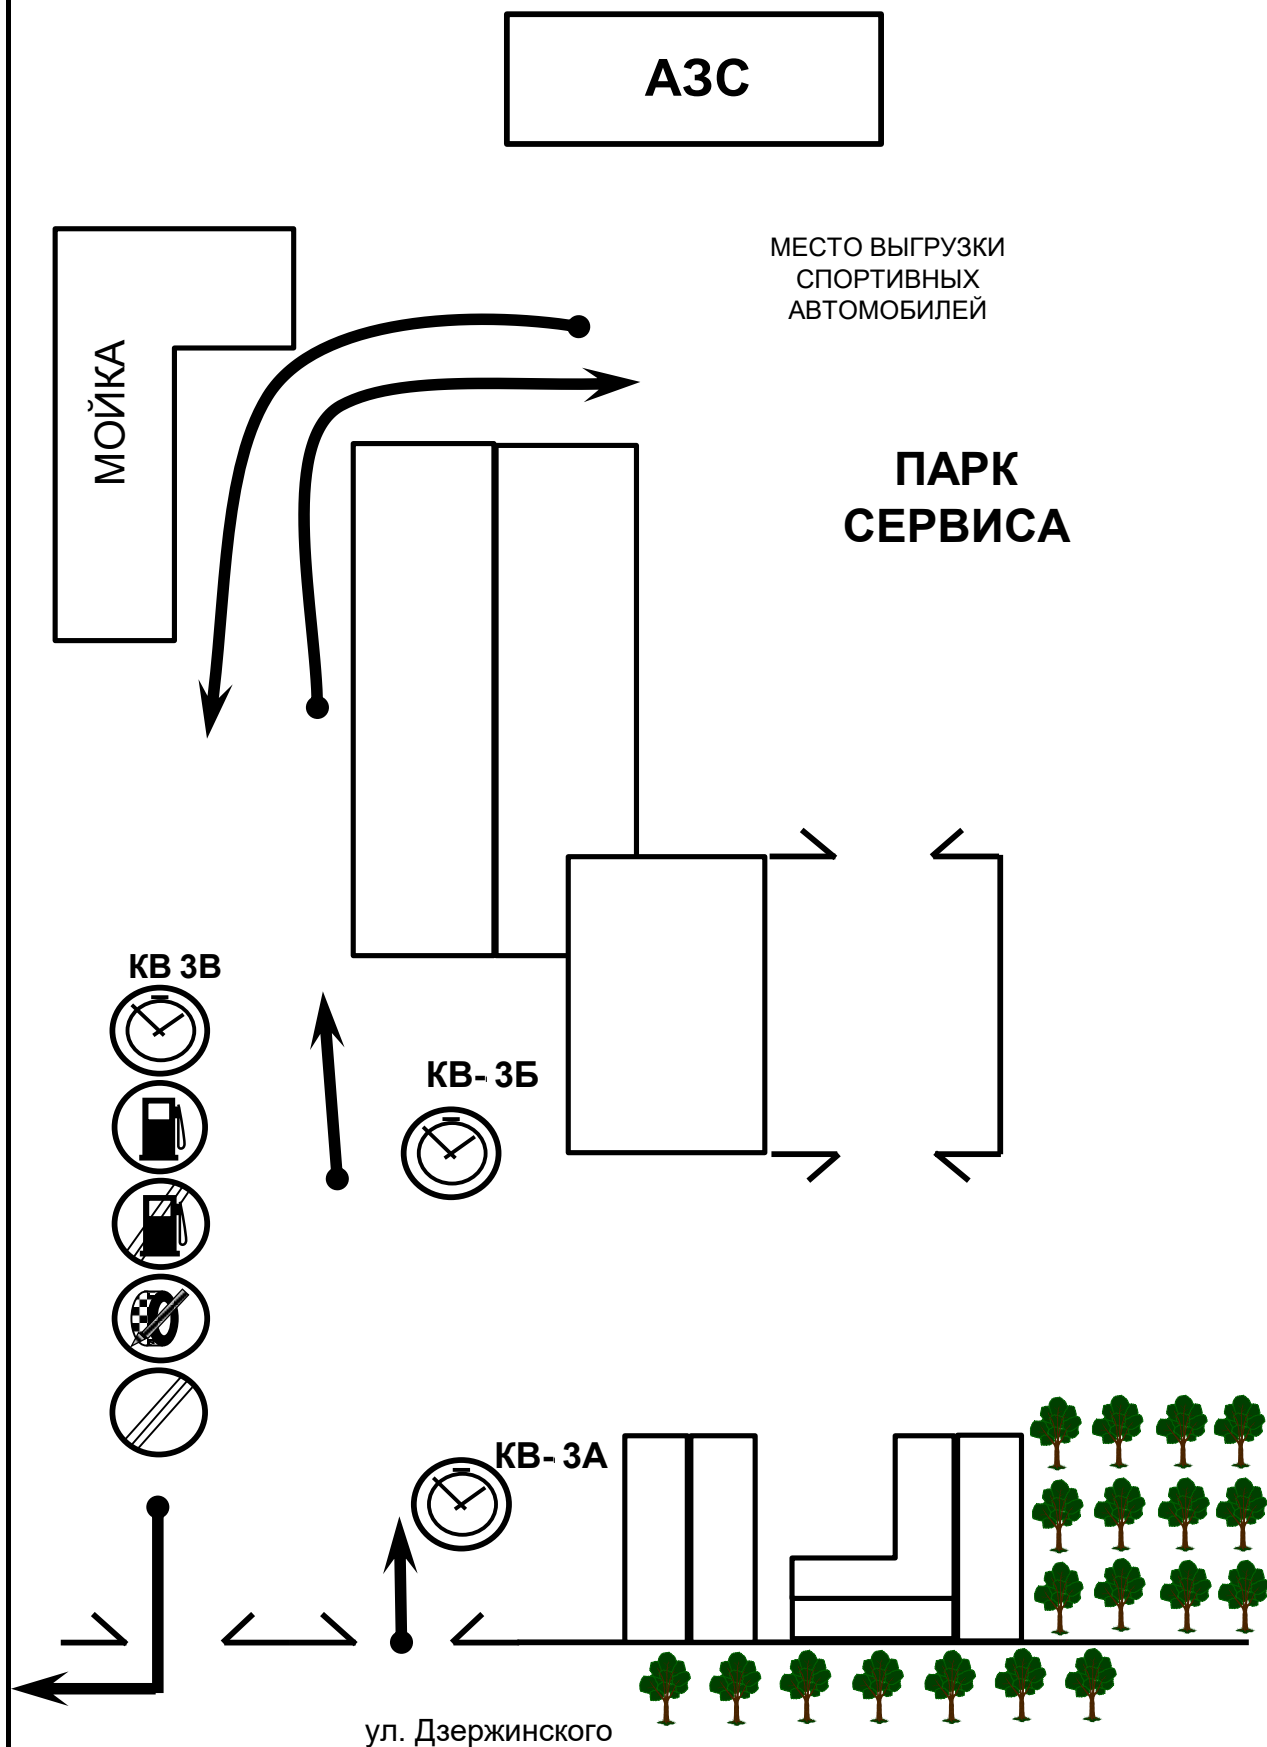 АЗС
МЕСТО ВЫГРУЗКИ
СПОРТИВНЫХ
АВТОМОБИЛЕЙ
МОЙКА
ПАРК
СЕРВИСА
КВ 3В
КВ- 3Б
КВ- 3А
ул. Дзержинского